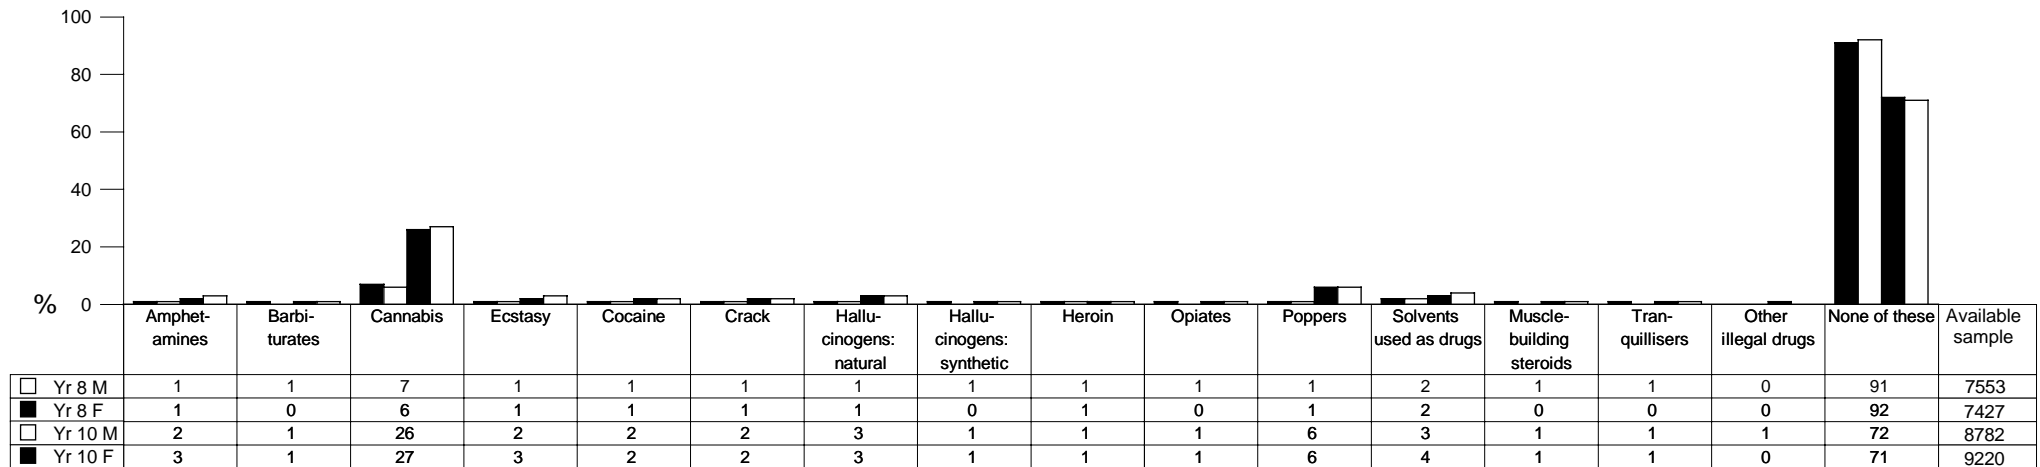 100
80
60
40
20
% 0
Amphet-
amines
Barbi-
turates
Cannabis
Ecstasy
Cocaine
Crack
Hallu-
cinogens:
natural
Hallu-
cinogens:
synthetic
Heroin
Opiates
Poppers
Solvents
used as drugs
Muscle-
building
steroids
Tran-
quillisers
Other
illegal drugs
None of these
Available
sample
Yr 8 M 1 1 7 1 1 1 1 1 1 1 1 2 1 1 0 91 7553
Yr 8 F 1 0 6 1 1 1 1 0 1 0 1 2 0 0 0 92 7427
Yr 10 M 2 1 26 2 2 2 3 1 1 1 6 3 1 1 1 72 8782
Yr 10 F 3 1 27 3 2 2 3 1 1 1 6 4 1 1 0 71 9220